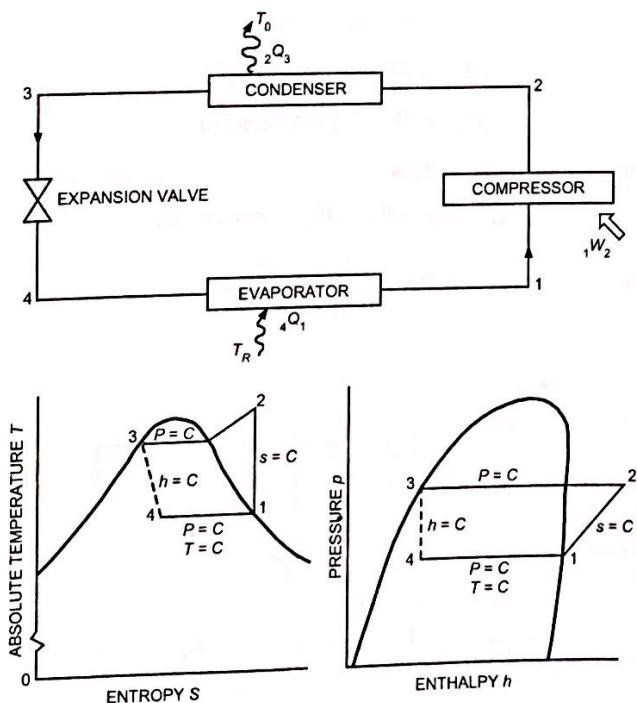 T₀
₂Q₃
3
CONDENSER
2
EXPANSION VALVE
COMPRESSOR
₁W₂
4
EVAPORATOR
1
₄Q₁
T_R
ABSOLUTE TEMPERATURE T
2
3
P = C
s = C
h = C
4
1
P = C
T = C
0
ENTROPY S
PRESSURE p
3
P = C
2
h = C
s = C
4
1
P = C
T = C
ENTHALPY h